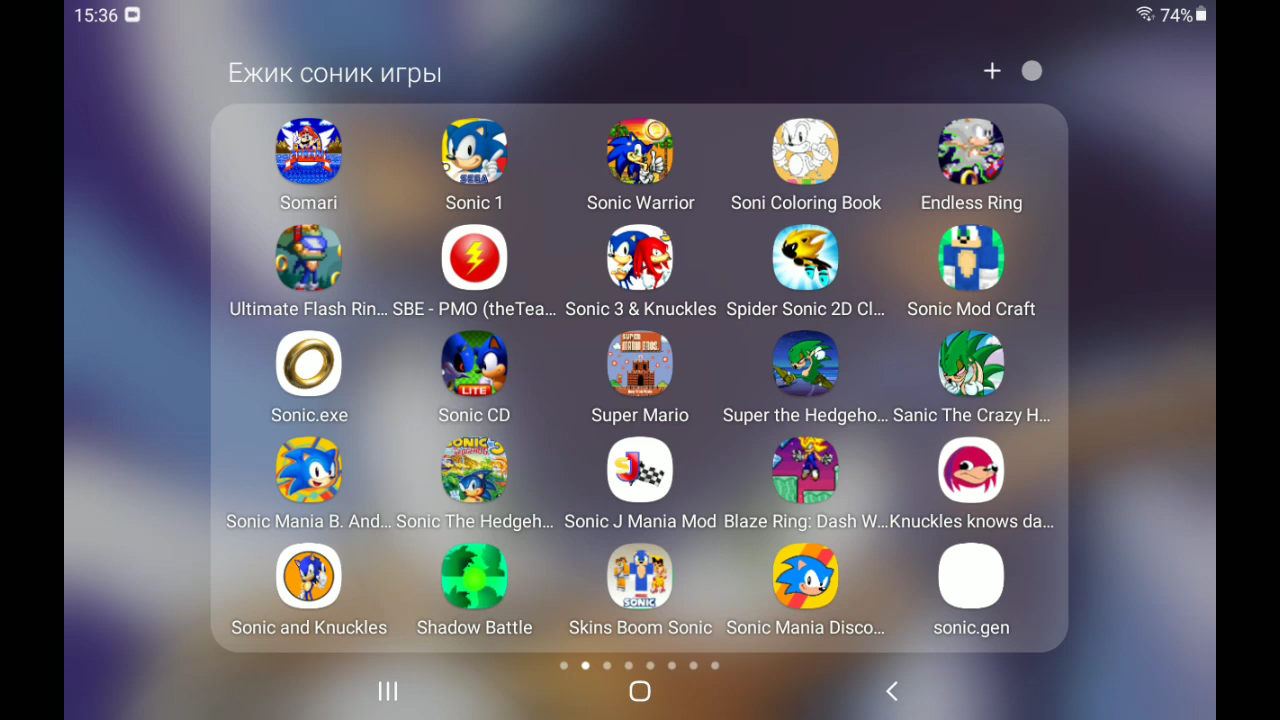 15:36 74%
Ежик соник игры
Somari Sonic 1 Sonic Warrior Soni Coloring Book Endless Ring
Ultimate Flash Rin... SBE - PMO (theTea... Sonic 3 & Knuckles Spider Sonic 2D Cl... Sonic Mod Craft
Sonic.exe Sonic CD Super Mario Super the Hedgeho... Sanic The Crazy H...
Sonic Mania B. And... Sonic The Hedgeh... Sonic J Mania Mod Blaze Ring: Dash W... Knuckles knows da...
Sonic and Knuckles Shadow Battle Skins Boom Sonic Sonic Mania Disco... sonic.gen